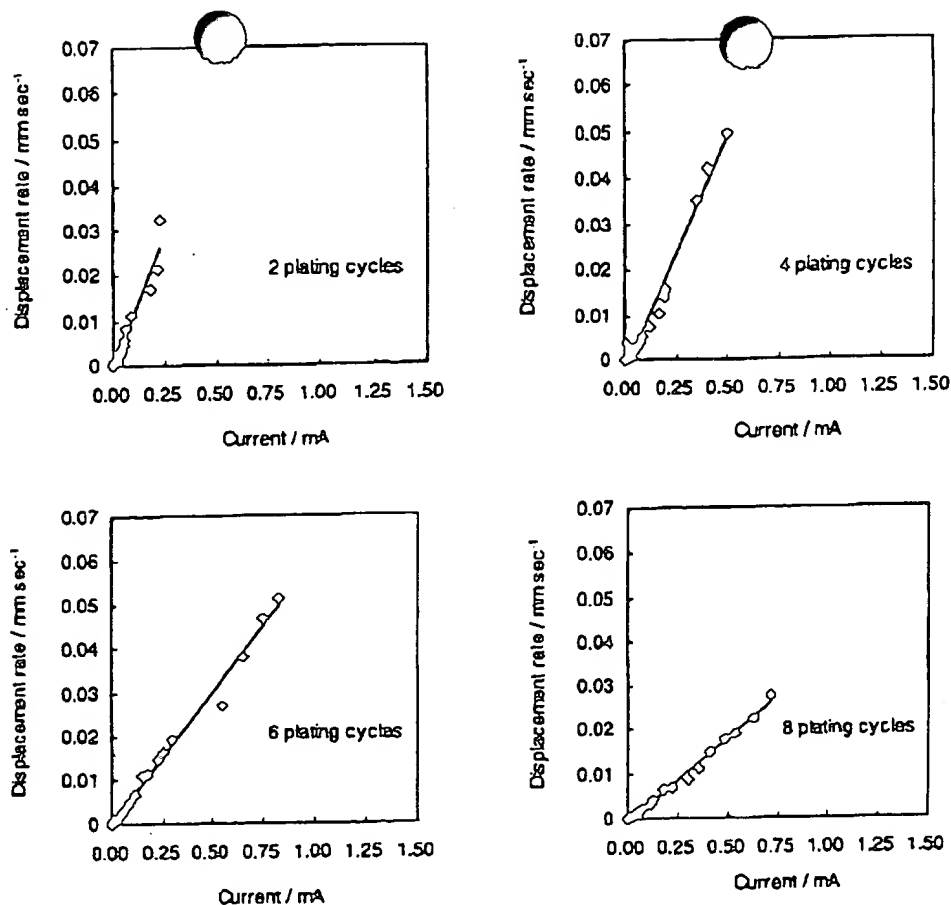 Displacement rate / mm sec⁻¹
0.07
0.06
0.05
0.04
0.03
0.02
0.01
0
2 plating cycles
0.00 0.25 0.50 0.75 1.00 1.25 1.50
Current / mA
Displacement rate / mm sec⁻¹
0.07
0.06
0.05
0.04
0.03
0.02
0.01
0
4 plating cycles
0.00 0.25 0.50 0.75 1.00 1.25 1.50
Current / mA
Displacement rate / mm sec⁻¹
0.07
0.06
0.05
0.04
0.03
0.02
0.01
0
6 plating cycles
0.00 0.25 0.50 0.75 1.00 1.25 1.50
Current / mA
Displacement rate / mm sec⁻¹
0.07
0.06
0.05
0.04
0.03
0.02
0.01
0
8 plating cycles
0.00 0.25 0.50 0.75 1.00 1.25 1.50
Current / mA